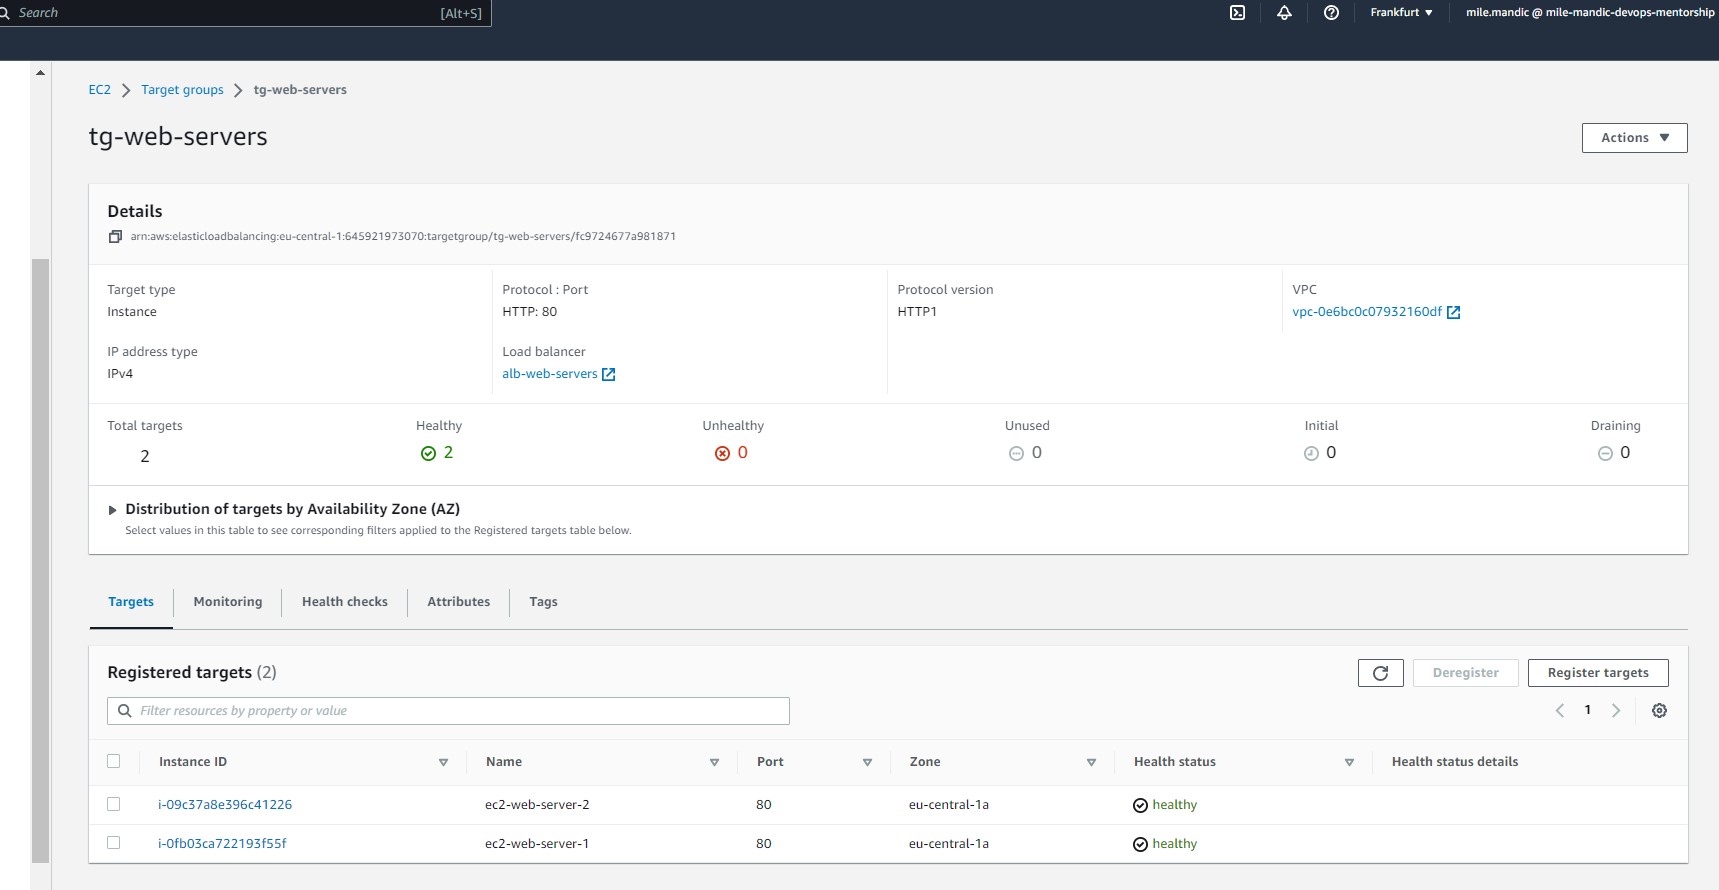 Search [Alt+S] Frankfurt mile.mandic @ mile-mandic-devops-mentorship
EC2 Target groups tg-web-servers
tg-web-servers
Actions
Details
arn:aws:elasticloadbalancing:eu-central-1:645921973070:targetgroup/tg-web-servers/fc9724677a981871
Target type Protocol : Port Protocol version VPC
Instance HTTP: 80 HTTP1 vpc-0e6bc0c07932160df
IP address type Load balancer
IPv4 alb-web-servers
Total targets Healthy Unhealthy Unused Initial Draining
2 2 0 0 0 0
Distribution of targets by Availability Zone (AZ)
Select values in this table to see corresponding filters applied to the Registered targets table below.
Targets Monitoring Health checks Attributes Tags
Registered targets (2) Deregister Register targets
Filter resources by property or value 1
Instance ID Name Port Zone Health status Health status details
i-09c37a8e396c41226 ec2-web-server-2 80 eu-central-1a healthy
i-0fb03ca722193f55f ec2-web-server-1 80 eu-central-1a healthy